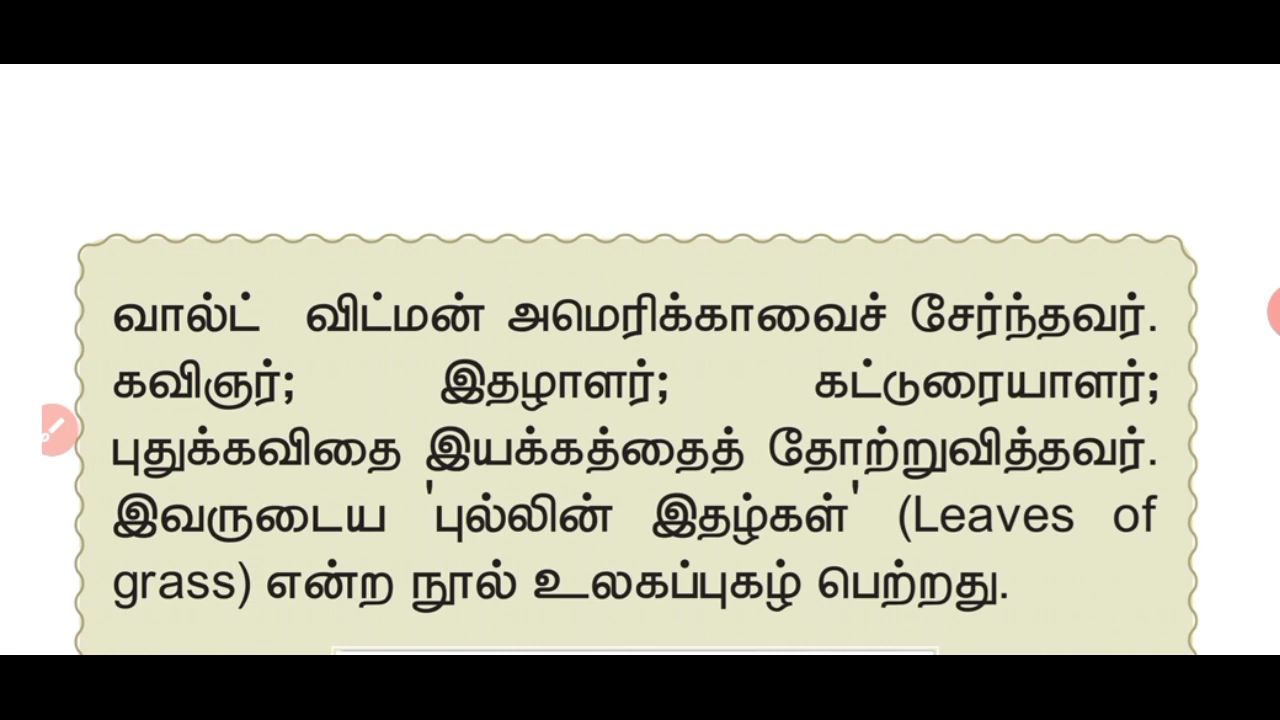 வால்ட் விட்மன் அமெரிக்காவைச் சேர்ந்தவர்.
கவிஞர்; இதழாளர்; கட்டுரையாளர்;
புதுக்கவிதை இயக்கத்தைத் தோற்றுவித்தவர்.
இவருடைய 'புல்லின் இதழ்கள்' (Leaves of
grass) என்ற நூல் உலகப்புகழ் பெற்றது.